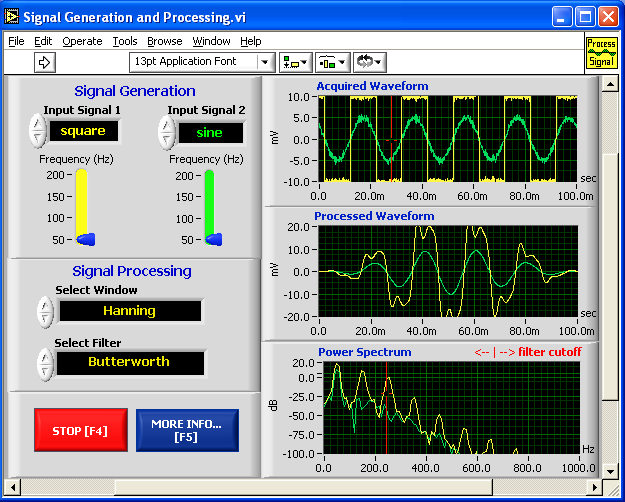 Signal Generation and Processing.vi
File Edit Operate Tools Browse Window Help
13pt Application Font
Process
Signal
Signal Generation
Input Signal 1 Input Signal 2
square sine
Frequency (Hz) Frequency (Hz)
200 200
150 150
100 100
50 50
Signal Processing
Select Window
Hanning
Select Filter
Butterworth
STOP [F4]
MORE INFO...
[F5]
Acquired Waveform
mV
10.0
5.0
0.0
-5.0
-10.0
sec
0.0 20.0m 40.0m 60.0m 80.0m 100.0m
Processed Waveform
mV
20.0
10.0
0.0
-10.0
-20.0
sec
0.0 20.0m 40.0m 60.0m 80.0m 100.0m
Power Spectrum <-- | --> filter cutoff
dB
20.0
0.0
-25.0
-50.0
-75.0
-100.0
Hz
0.0 200.0 400.0 600.0 800.0 1000.0